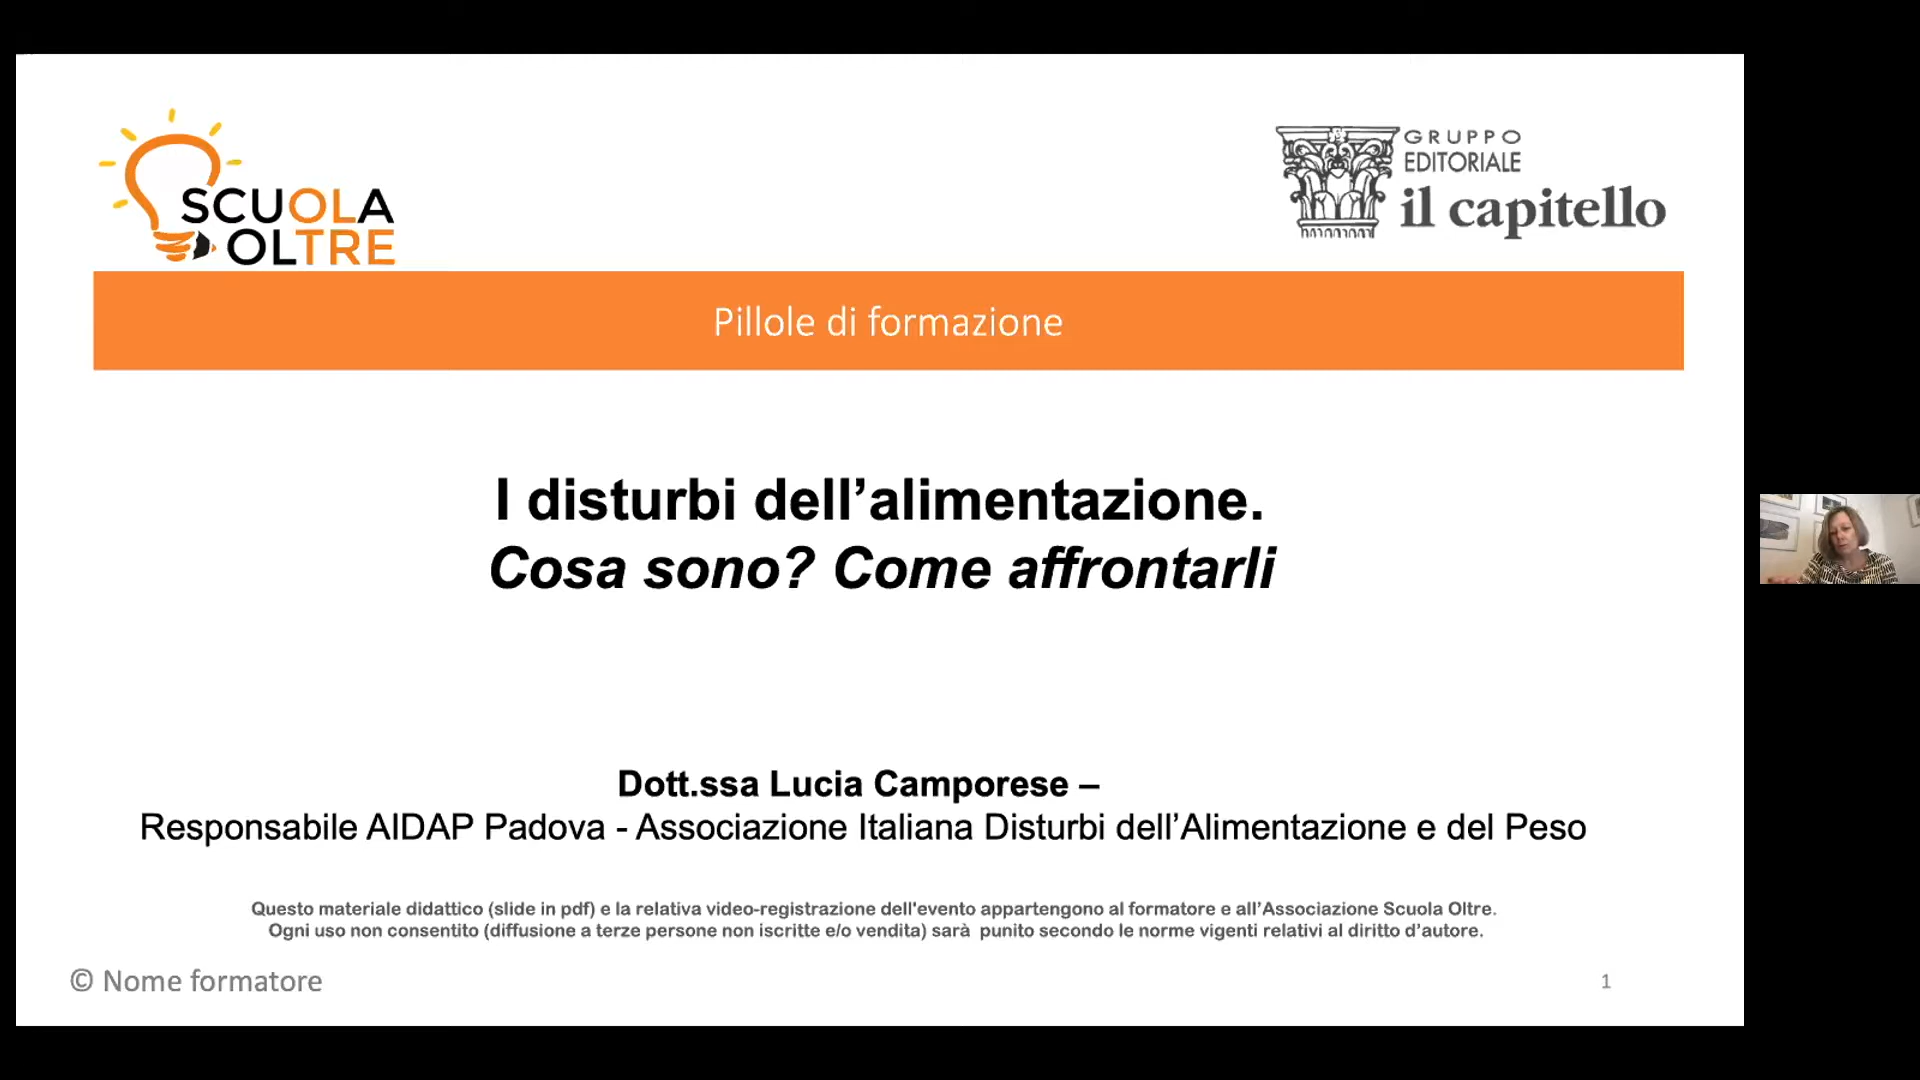 SCUOLA
OLTRE
GRUPPO
EDITORIALE
il capitello
Pillole di formazione
I disturbi dell’alimentazione.
Cosa sono? Come affrontarli
Dott.ssa Lucia Camporese –
Responsabile AIDAP Padova - Associazione Italiana Disturbi dell’Alimentazione e del Peso
Questo materiale didattico (slide in pdf) e la relativa video-registrazione dell'evento appartengono al formatore e all’Associazione Scuola Oltre.
Ogni uso non consentito (diffusione a terze persone non iscritte e/o vendita) sarà punito secondo le norme vigenti relativi al diritto d’autore.
© Nome formatore
1